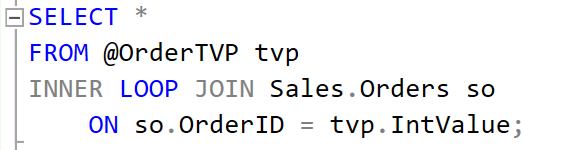 SELECT *
FROM @OrderTVP tvp
INNER LOOP JOIN Sales.Orders so
    ON so.OrderID = tvp.IntValue;